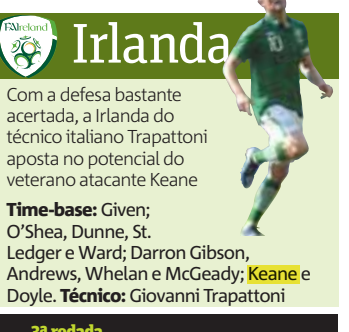 FAIreland
Irlanda
10
Com a defesa bastante
acertada, a Irlanda do
técnico italiano Trapattoni
aposta no potencial do
veterano atacante Keane
Time-base: Given;
O'Shea, Dunne, St.
Ledger e Ward; Darron Gibson,
Andrews, Whelan e McGeady; Keane e
Doyle. Técnico: Giovanni Trapattoni
3ª rodada